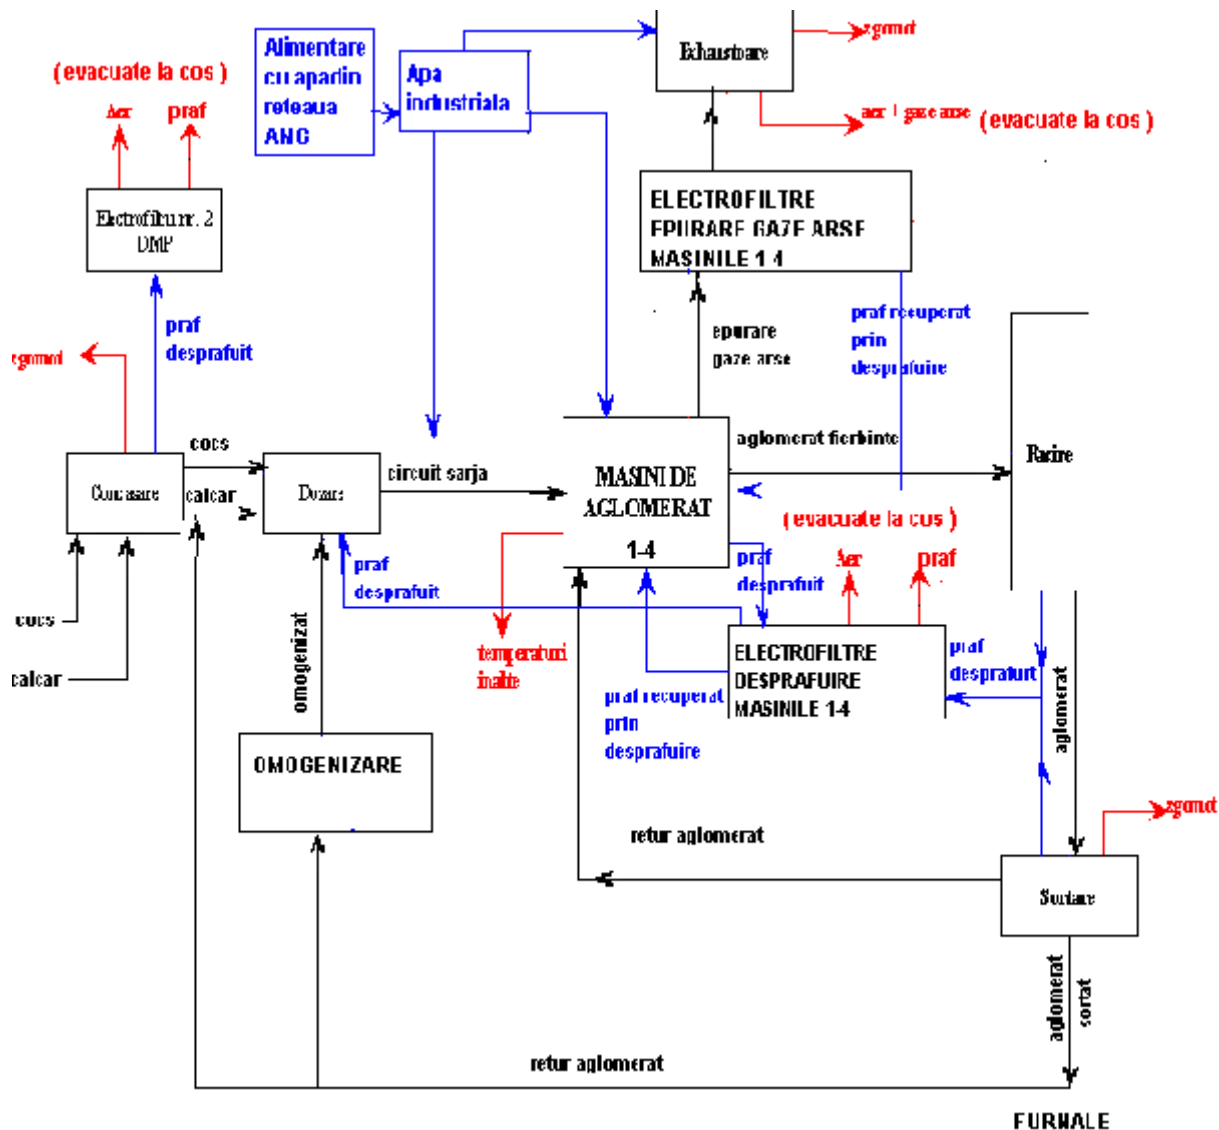 Exhaustoare
zgomot
Alimentare
cu apa din
reteaua
ANC
Apa
industriala
( evacuate la cos )
Aer
praf
aer + gaze arse
( evacuate la cos )
Electrofiltru nr. 2
DMP
ELECTROFILTRE
EPURARE GAZE ARSE
MASINILE 1-4
praf
desprafuit
zgomot
epurare
gaze arse
praf recuperat
prin
desprafuire
cocs
calcar
Concasare
Dozare
circuit sarja
MASINI DE
AGLOMERAT
1-4
aglomerat fierbinte
Racire
( evacuate la cos )
Aer
praf
praf
desprafuit
praf
desprafuit
cocs
calcar
omogenizat
temperaturi
inalte
ELECTROFILTRE
DESPRAFUIRE
MASINILE 1-4
praf
desprafuit
praf recuperat
prin
desprafuire
aglomerat
OMOGENIZARE
zgomot
retur aglomerat
Sortare
aglomerat
sortat
retur aglomerat
FURNALE